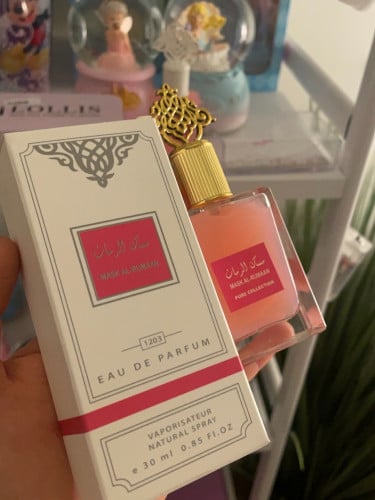 LOLLIS
مسك الرمان
MASK AL-RUMAAN
1203
EAU DE PARFUM
VAPORISATEUR
NATURAL SPRAY
e 30 ml 0.85 FL.OZ
مسك الرمان
MASK AL-RUMAAN
PURE COLLECTION